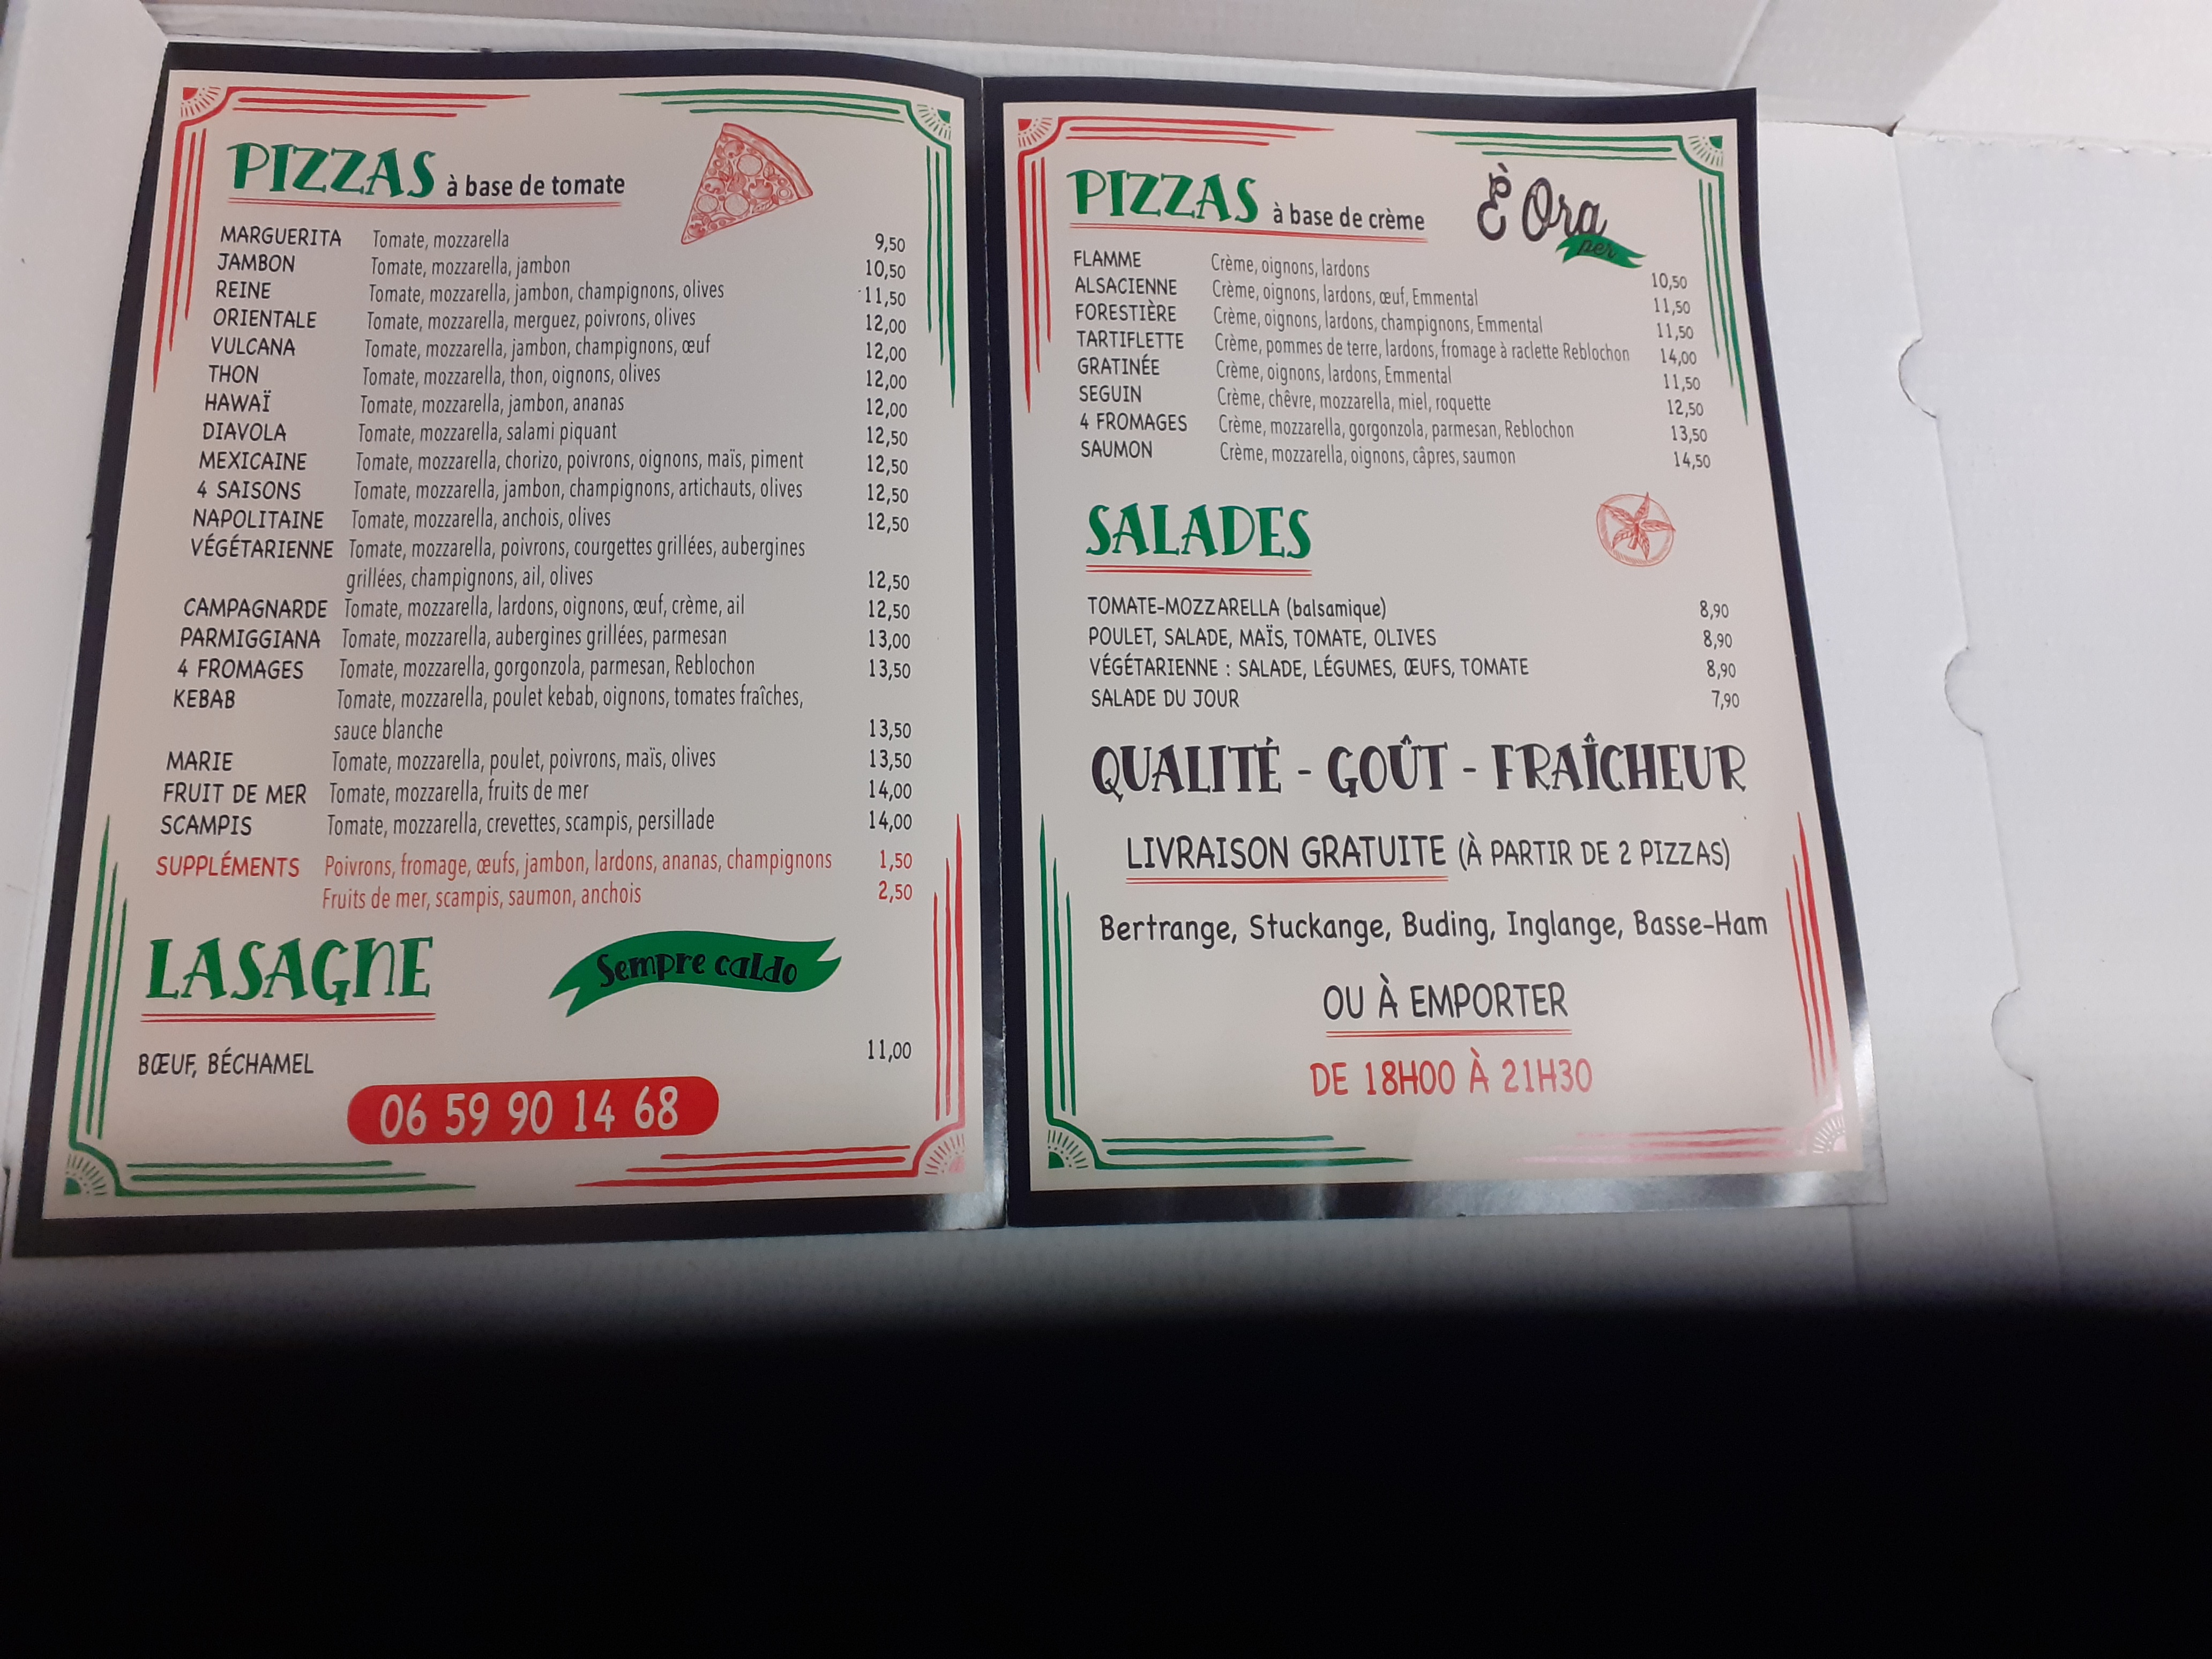 PIZZAS à base de tomate
MARGUERITA Tomate, mozzarella 9,50
JAMBON Tomate, mozzarella, jambon 10,50
REINE Tomate, mozzarella, jambon, champignons, olives 11,50
ORIENTALE Tomate, mozzarella, merguez, poivrons, olives 12,00
VULCANA Tomate, mozzarella, jambon, champignons, œuf 12,00
THON Tomate, mozzarella, thon, oignons, olives 12,00
HAWAÏ Tomate, mozzarella, jambon, ananas 12,00
DIAVOLA Tomate, mozzarella, salami piquant 12,50
MEXICAINE Tomate, mozzarella, chorizo, poivrons, oignons, maïs, piment 12,50
4 SAISONS Tomate, mozzarella, jambon, champignons, artichauts, olives 12,50
NAPOLITAINE Tomate, mozzarella, anchois, olives 12,50
VÉGÉTARIENNE Tomate, mozzarella, poivrons, courgettes grillées, aubergines
grillées, champignons, ail, olives 12,50
CAMPAGNARDE Tomate, mozzarella, lardons, oignons, œuf, crème, ail 12,50
PARMIGGIANA Tomate, mozzarella, aubergines grillées, parmesan 13,00
4 FROMAGES Tomate, mozzarella, gorgonzola, parmesan, Reblochon 13,50
KEBAB Tomate, mozzarella, poulet kebab, oignons, tomates fraîches,
sauce blanche 13,50
MARIE Tomate, mozzarella, poulet, poivrons, maïs, olives 13,50
FRUIT DE MER Tomate, mozzarella, fruits de mer 14,00
SCAMPIS Tomate, mozzarella, crevettes, scampis, persillade 14,00
SUPPLÉMENTS Poivrons, fromage, œufs, jambon, lardons, ananas, champignons 1,50
Fruits de mer, scampis, saumon, anchois 2,50
LASAGNE
Sempre caldo
BŒUF, BÉCHAMEL 11,00
06 59 90 14 68
PIZZAS à base de crème
È Ora
per
FLAMME Crème, oignons, lardons 10,50
ALSACIENNE Crème, oignons, lardons, œuf, Emmental 11,50
FORESTIÈRE Crème, oignons, lardons, champignons, Emmental 11,50
TARTIFLETTE Crème, pommes de terre, lardons, fromage à raclette Reblochon 14,00
GRATINÉE Crème, oignons, lardons, Emmental 11,50
SEGUIN Crème, chêvre, mozzarella, miel, roquette 12,50
4 FROMAGES Crème, mozzarella, gorgonzola, parmesan, Reblochon 13,50
SAUMON Crème, mozzarella, oignons, câpres, saumon 14,50
SALADES
TOMATE-MOZZARELLA (balsamique) 8,90
POULET, SALADE, MAÏS, TOMATE, OLIVES 8,90
VÉGÉTARIENNE : SALADE, LÉGUMES, ŒUFS, TOMATE 8,90
SALADE DU JOUR 7,90
QUALITÉ - GOÛT - FRAÎCHEUR
LIVRAISON GRATUITE (À PARTIR DE 2 PIZZAS)
Bertrange, Stuckange, Buding, Inglange, Basse-Ham
OU À EMPORTER
DE 18H00 À 21H30